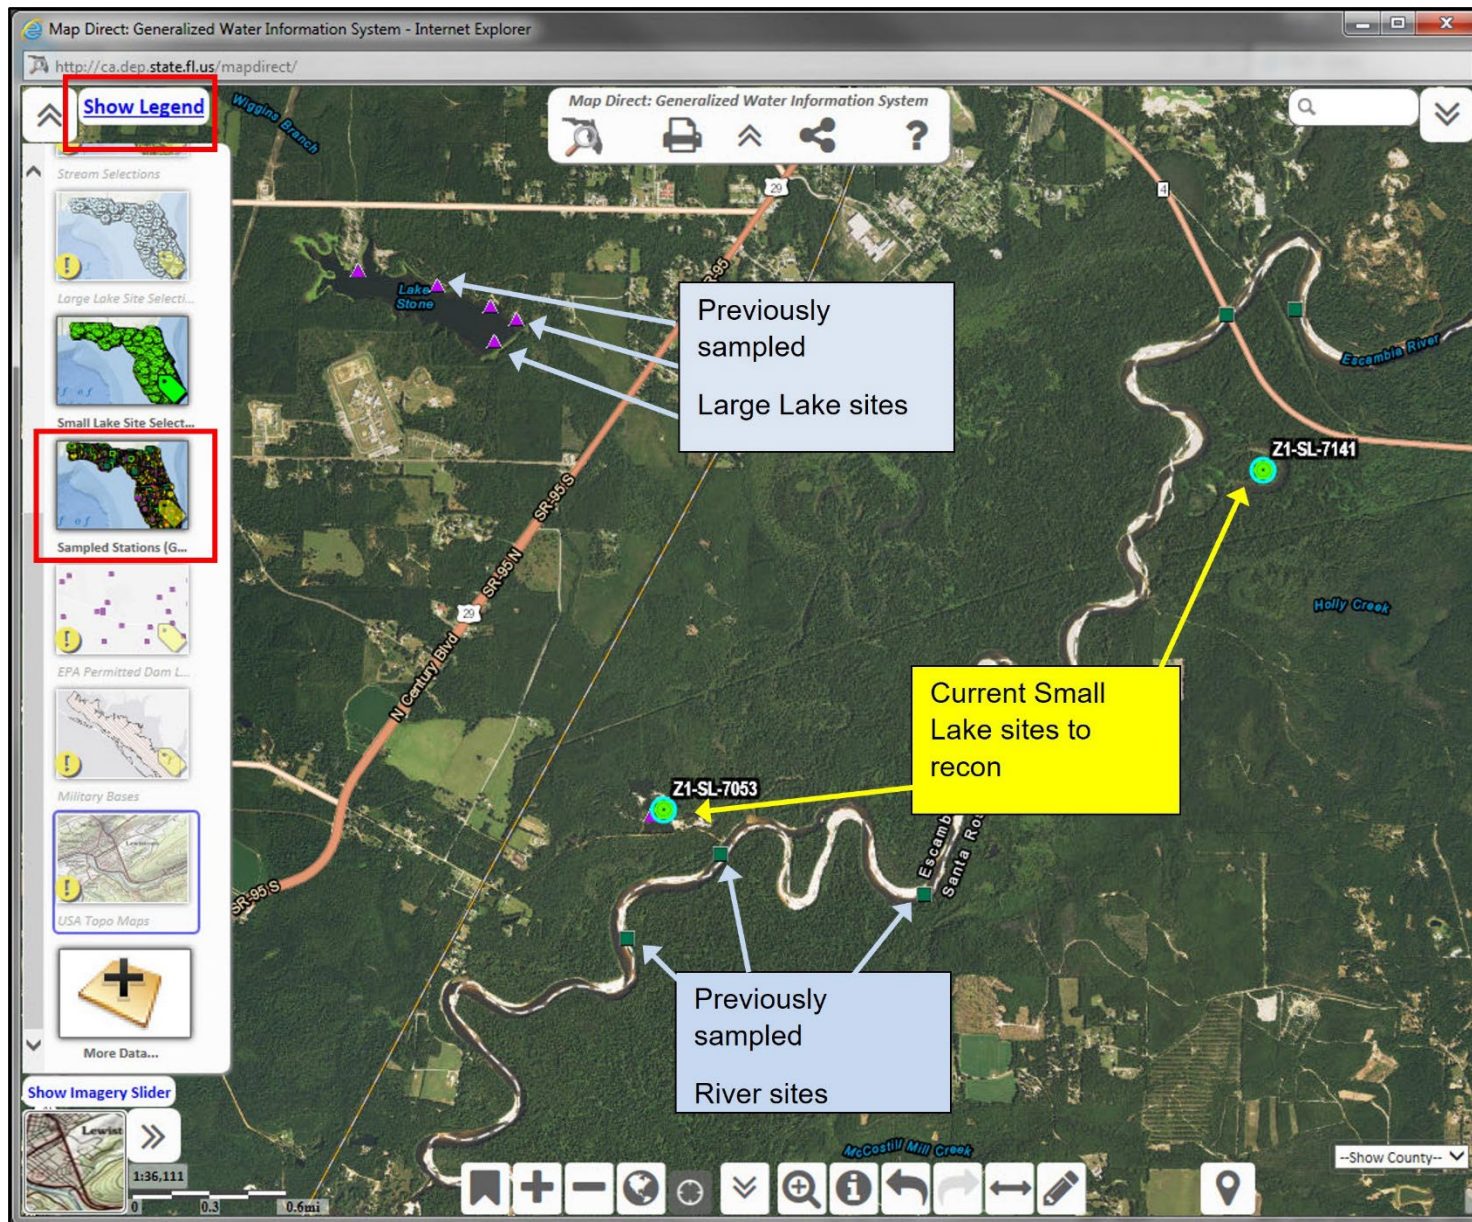 Map Direct: Generalized Water Information System - Internet Explorer
http://ca.dep.state.fl.us/mapdirect/
Show Legend
Wiggins Branch
Map Direct: Generalized Water Information System
?
Stream Selections
Large Lake Site Selecti...
Small Lake Site Select...
Sampled Stations (G...
EPA Permitted Dom L...
Military Bases
USA Topo Maps
More Data...
29
4
SR-95
Lake
Stone
Previously
sampled
Large Lake sites
Escambia River
Z1-SL-7141
SR-95 S
SR-95 N
29
N Century Blvd
Holly Creek
Current Small
Lake sites to
recon
Z1-SL-7053
Escamb
Santa Ro
SR-95 S
Previously
sampled
River sites
McCostill Mill Creek
Show Imagery Slider
Lewist
1:36,111
0 0.3 0.6mi
--Show County--